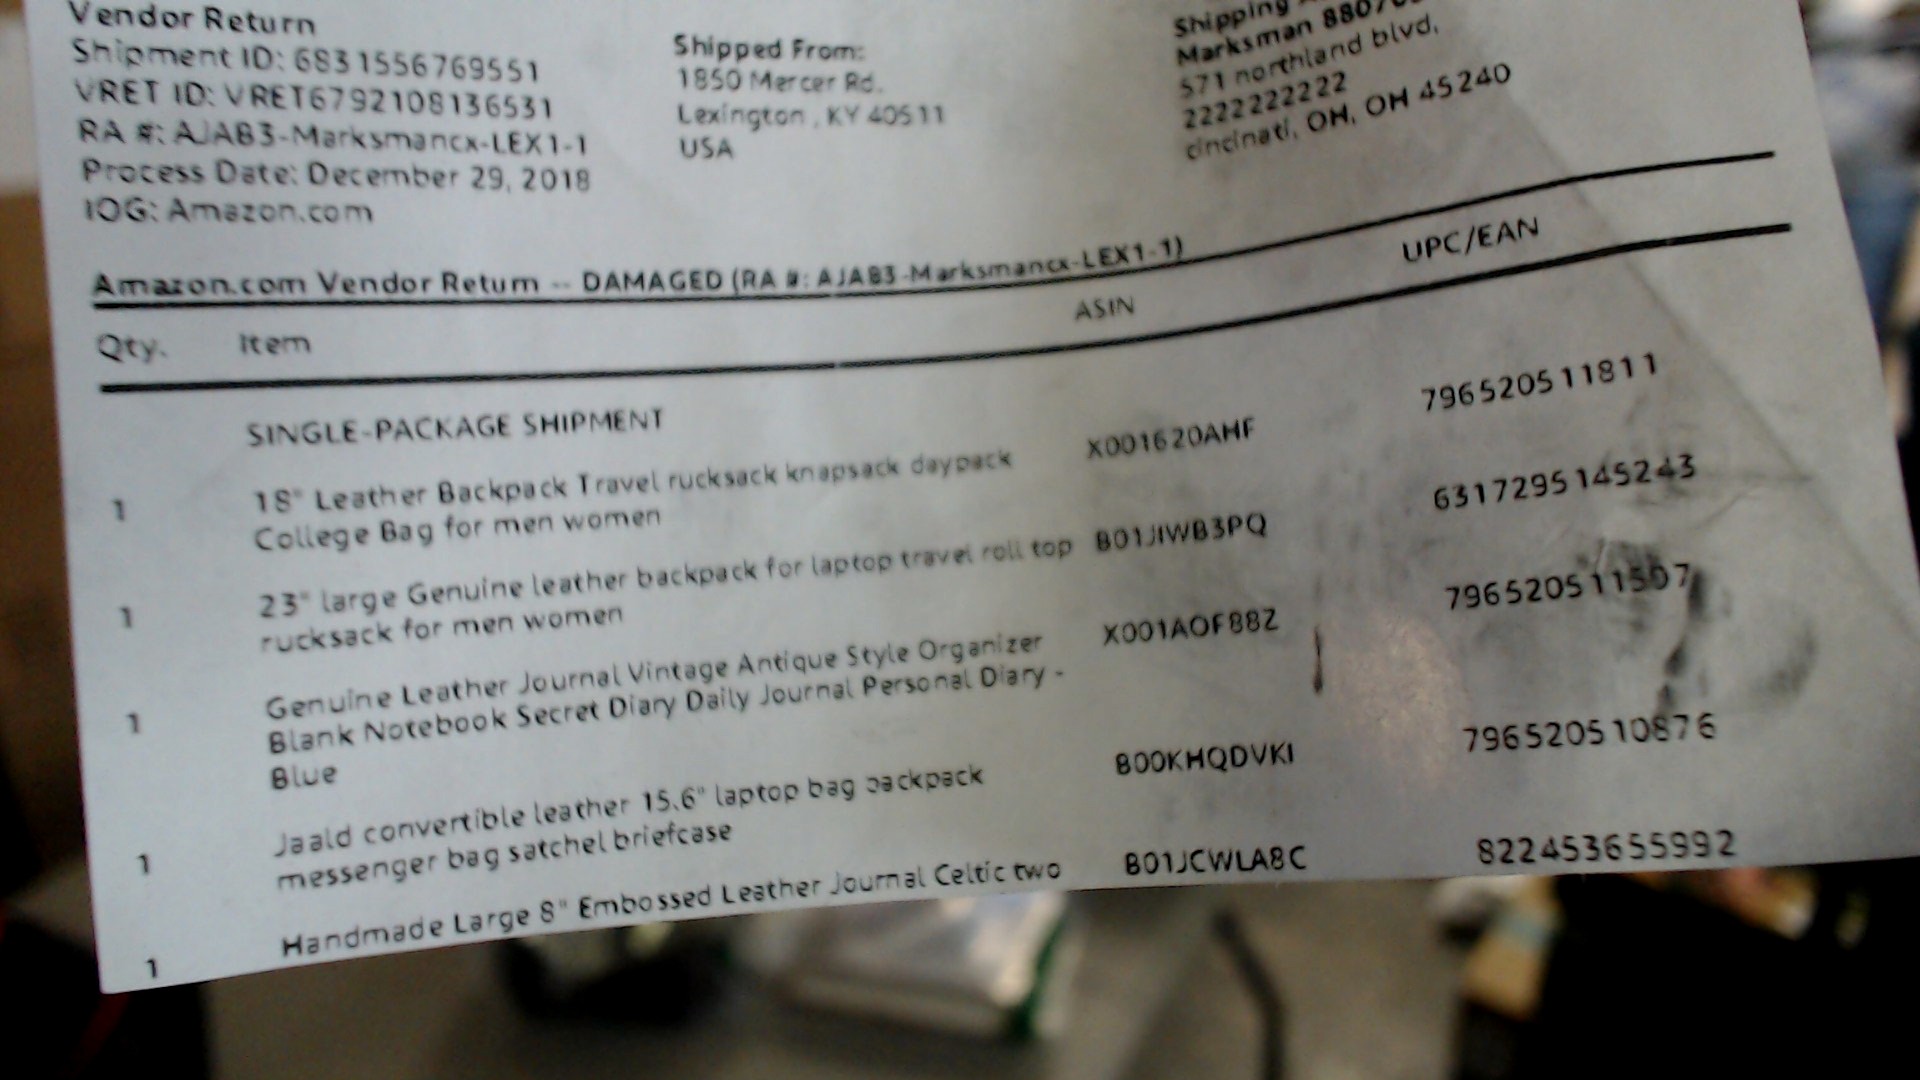 Vendor Return
Shipment ID: 6831556769551
VRET ID: VRET6792108136531
RA #: AJAB3-Marksmancx-LEX1-1
Process Date: December 29, 2018
IOG: Amazon.com
Shipped From:
1850 Mercer Rd.
Lexington, KY 40511
USA
Shipping
Marksman
571 northland blvd,
2222222222
cincinati, OH, OH 45240
Amazon.com Vendor Return -- DAMAGED (RA #: AJAB3-Marksmancx-LEX1-1)
Qty. Item ASIN UPC/EAN
SINGLE-PACKAGE SHIPMENT
1 18" Leather Backpack Travel rucksack knapsack daypack X001620AHF 796520511811
College Bag for men women
1 23" large Genuine leather backpack for laptop travel roll top B01JIWB3PQ 6317295145243
rucksack for men women
1 Genuine Leather Journal Vintage Antique Style Organizer X001AOF88Z 796520511507
Blank Notebook Secret Diary Daily Journal Personal Diary -
Blue
1 Jaald convertible leather 15.6" laptop bag backpack B00KHQDVKI 796520510876
messenger bag satchel briefcase
1 Handmade Large 8" Embossed Leather Journal Celtic two B01JCWLA8C 822453655992